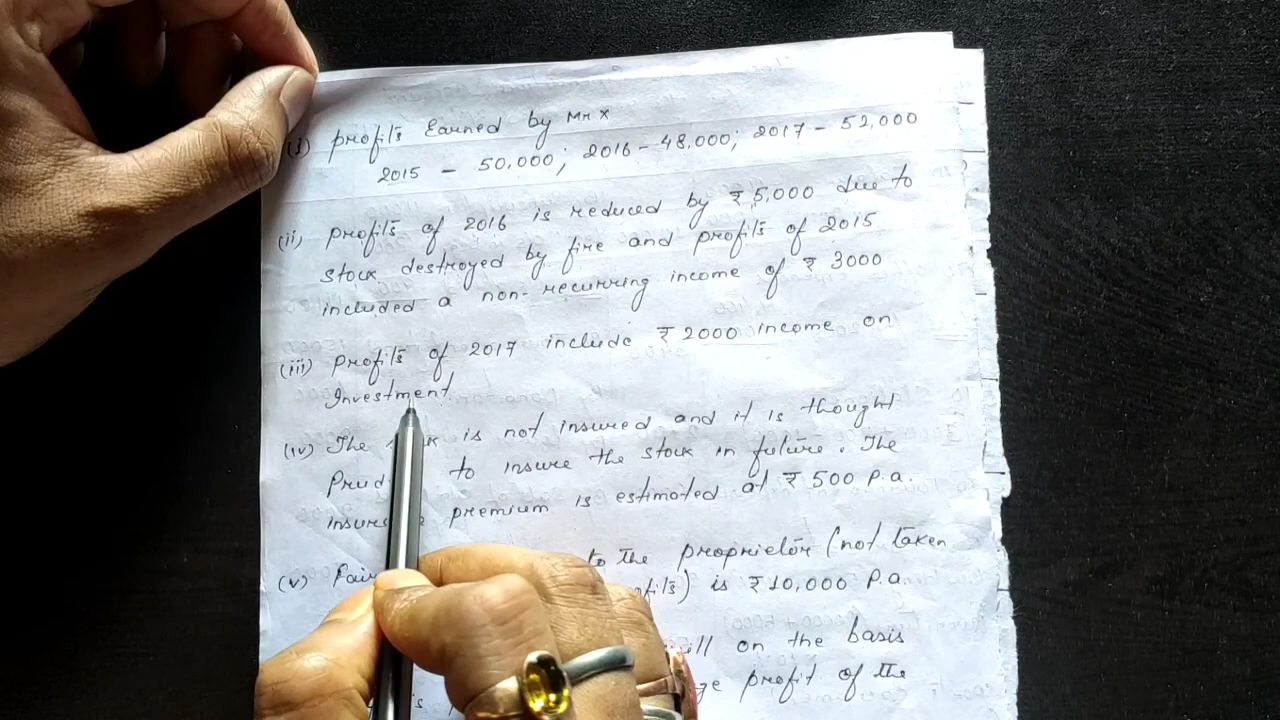 (i) profits Earned by Mr X
2015 - 50,000; 2016 - 48,000; 2017 - 52,000
(ii) profits of 2016 is reduced by ₹ 5,000 due to
stock destroyed by fire and profits of 2015
included a non-recurring income of ₹ 3000
(iii) Profits of 2017 include ₹ 2000 income on
Investment
(iv) The is not insured and it is thought
to insure the stock in future. The
premium is estimated at ₹ 500 P.a.
(v) to the proprietor (not taken
is ₹ 10,000 P.a.
on the basis
profit of the